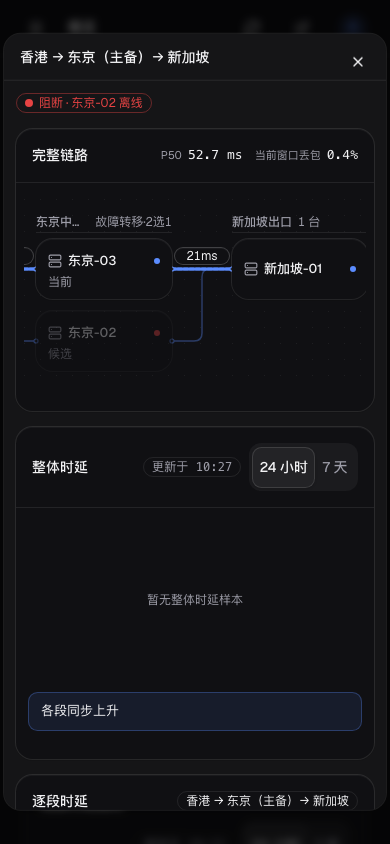 香港 → 东京（主备）→ 新加坡
阻断 · 东京-02 离线
完整链路 P50 52.7 ms 当前窗口丢包 0.4%
东京中... 故障转移·2选1 新加坡出口 1 台
东京-03 21ms 新加坡-01
当前
东京-02
候选
整体时延 更新于 10:27 24 小时 7 天
暂无整体时延样本
各段同步上升
逐段时延 香港 → 东京（主备）→ 新加坡